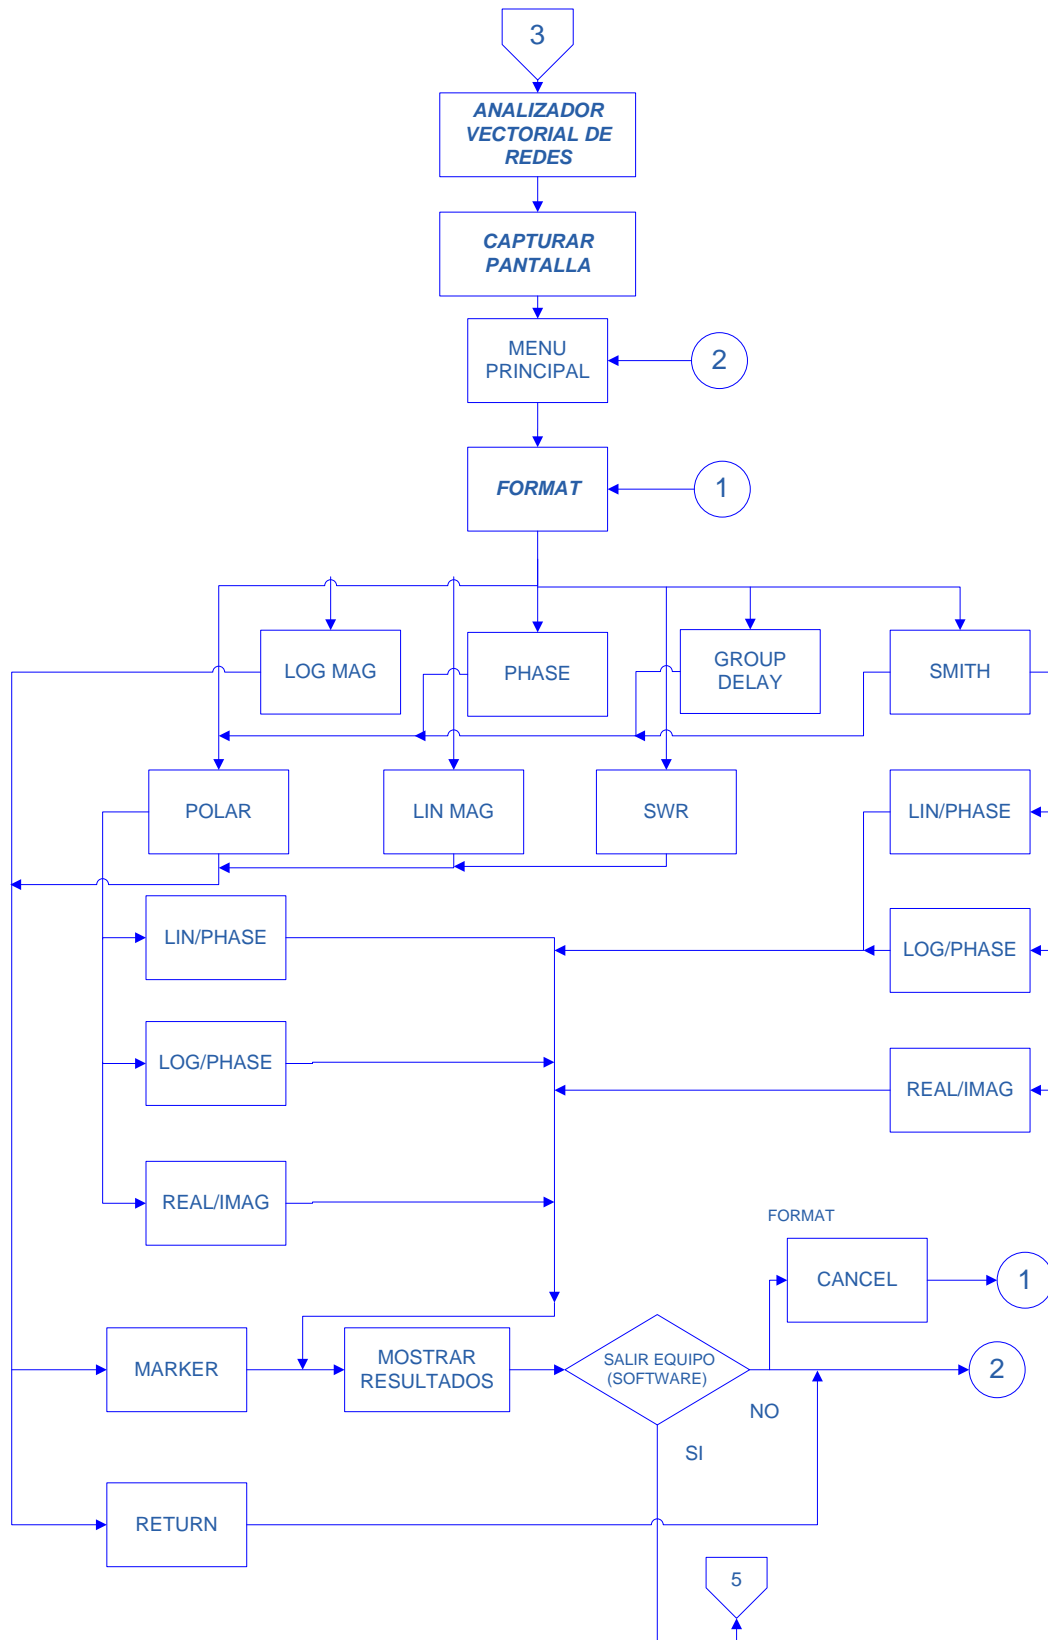 3
ANALIZADOR
VECTORIAL DE
REDES
CAPTURAR
PANTALLA
MENU
PRINCIPAL
2
FORMAT
1
LOG MAG
PHASE
GROUP
DELAY
SMITH
POLAR
LIN MAG
SWR
LIN/PHASE
LIN/PHASE
LOG/PHASE
LOG/PHASE
REAL/IMAG
REAL/IMAG
FORMAT
CANCEL
1
MARKER
MOSTRAR
RESULTADOS
SALIR EQUIPO
(SOFTWARE)
2
NO
SI
RETURN
5